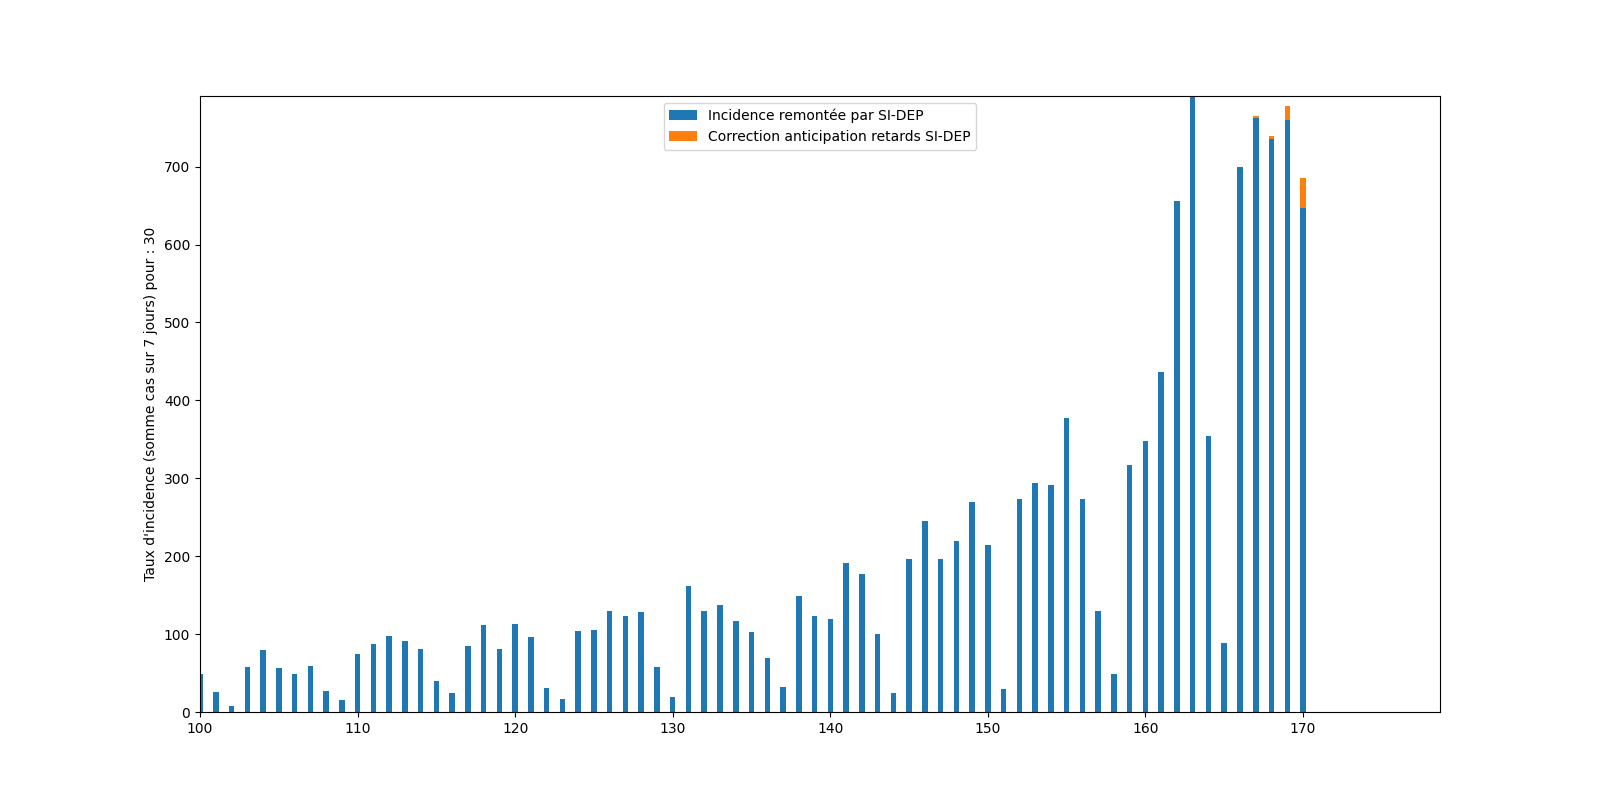 Incidence remontée par SI-DEP
Correction anticipation retards SI-DEP
Taux d'incidence (somme cas sur 7 jours) pour : 30
700
600
500
400
300
200
100
0
100 110 120 130 140 150 160 170